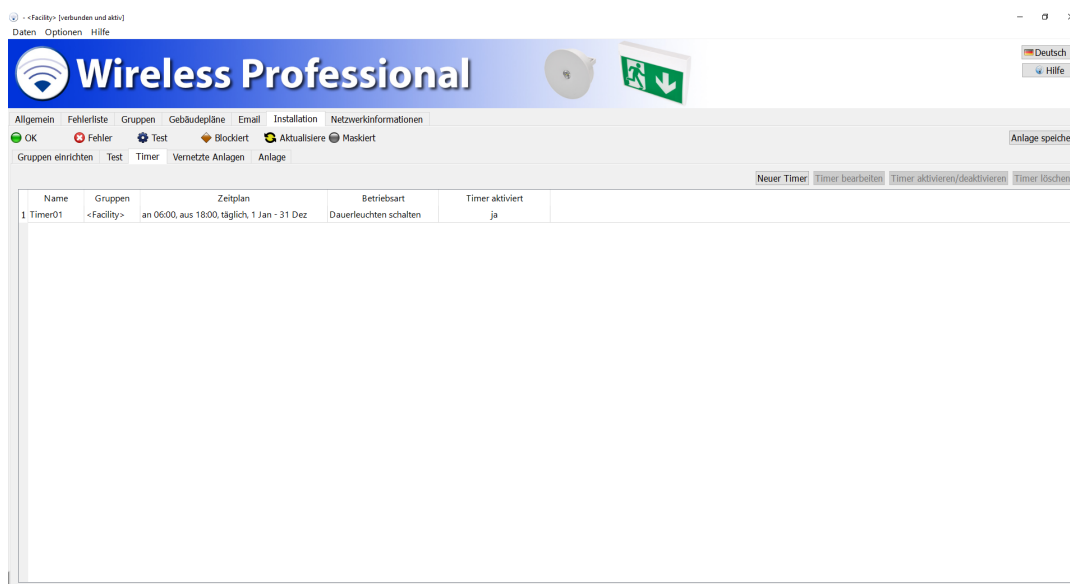 - <Facility> [verbunden und aktiv]
Daten Optionen Hilfe
Wireless Professional
Deutsch
Hilfe
Allgemein Fehlerliste Gruppen Gebäudepläne Email Installation Netzwerkinformationen
OK Fehler Test Blockiert Aktualisiere Maskiert
Anlage speiche
Gruppen einrichten Test Timer Vernetzte Anlagen Anlage
Neuer Timer Timer bearbeiten Timer aktivieren/deaktivieren Timer löschen
Name Gruppen Zeitplan Betriebsart Timer aktiviert
1 Timer01 <Facility> an 06:00, aus 18:00, täglich, 1 Jan - 31 Dez Dauerleuchten schalten ja